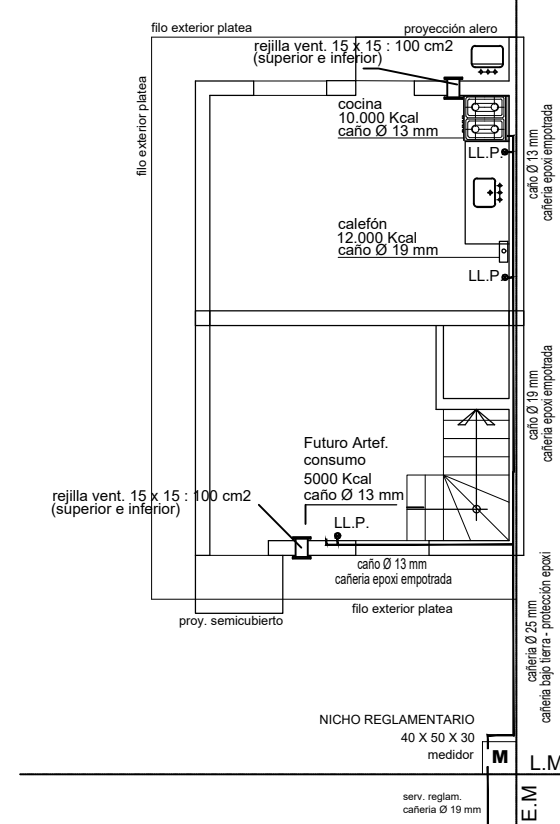 filo exterior platea
proyección alero
rejilla vent. 15 x 15 : 100 cm2
(superior e inferior)
filo exterior platea
cocina
10.000 Kcal
caño Ø 13 mm
LL.P.
caño Ø 13 mm
cañería epoxi empotrada
calefón
12.000 Kcal
caño Ø 19 mm
LL.P.
caño Ø 19 mm
cañeria epoxi empotrada
Futuro Artef.
consumo
5000 Kcal
caño Ø 13 mm
rejilla vent. 15 x 15 : 100 cm2
(superior e inferior)
LL.P.
caño Ø 13 mm
cañeria epoxi empotrada
filo exterior platea
proy. semicubierto
cañeria Ø 25 mm
cañeria bajo tierra - protección epoxi
NICHO REGLAMENTARIO
40 X 50 X 30
medidor
M
L.M
E.M
serv. reglam.
cañeria Ø 19 mm